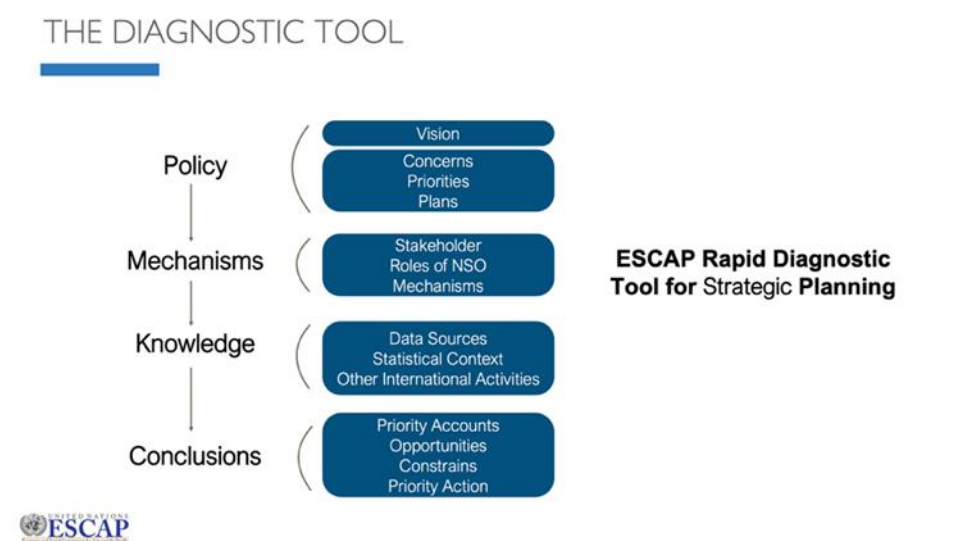 THE DIAGNOSTIC TOOL
Policy
Vision
Concerns
Priorities
Plans
Mechanisms
Stakeholder
Roles of NSO
Mechanisms
ESCAP Rapid Diagnostic
Tool for Strategic Planning
Knowledge
Data Sources
Statistical Context
Other International Activities
Conclusions
Priority Accounts
Opportunities
Constrains
Priority Action
UNITED NATIONS
ESCAP